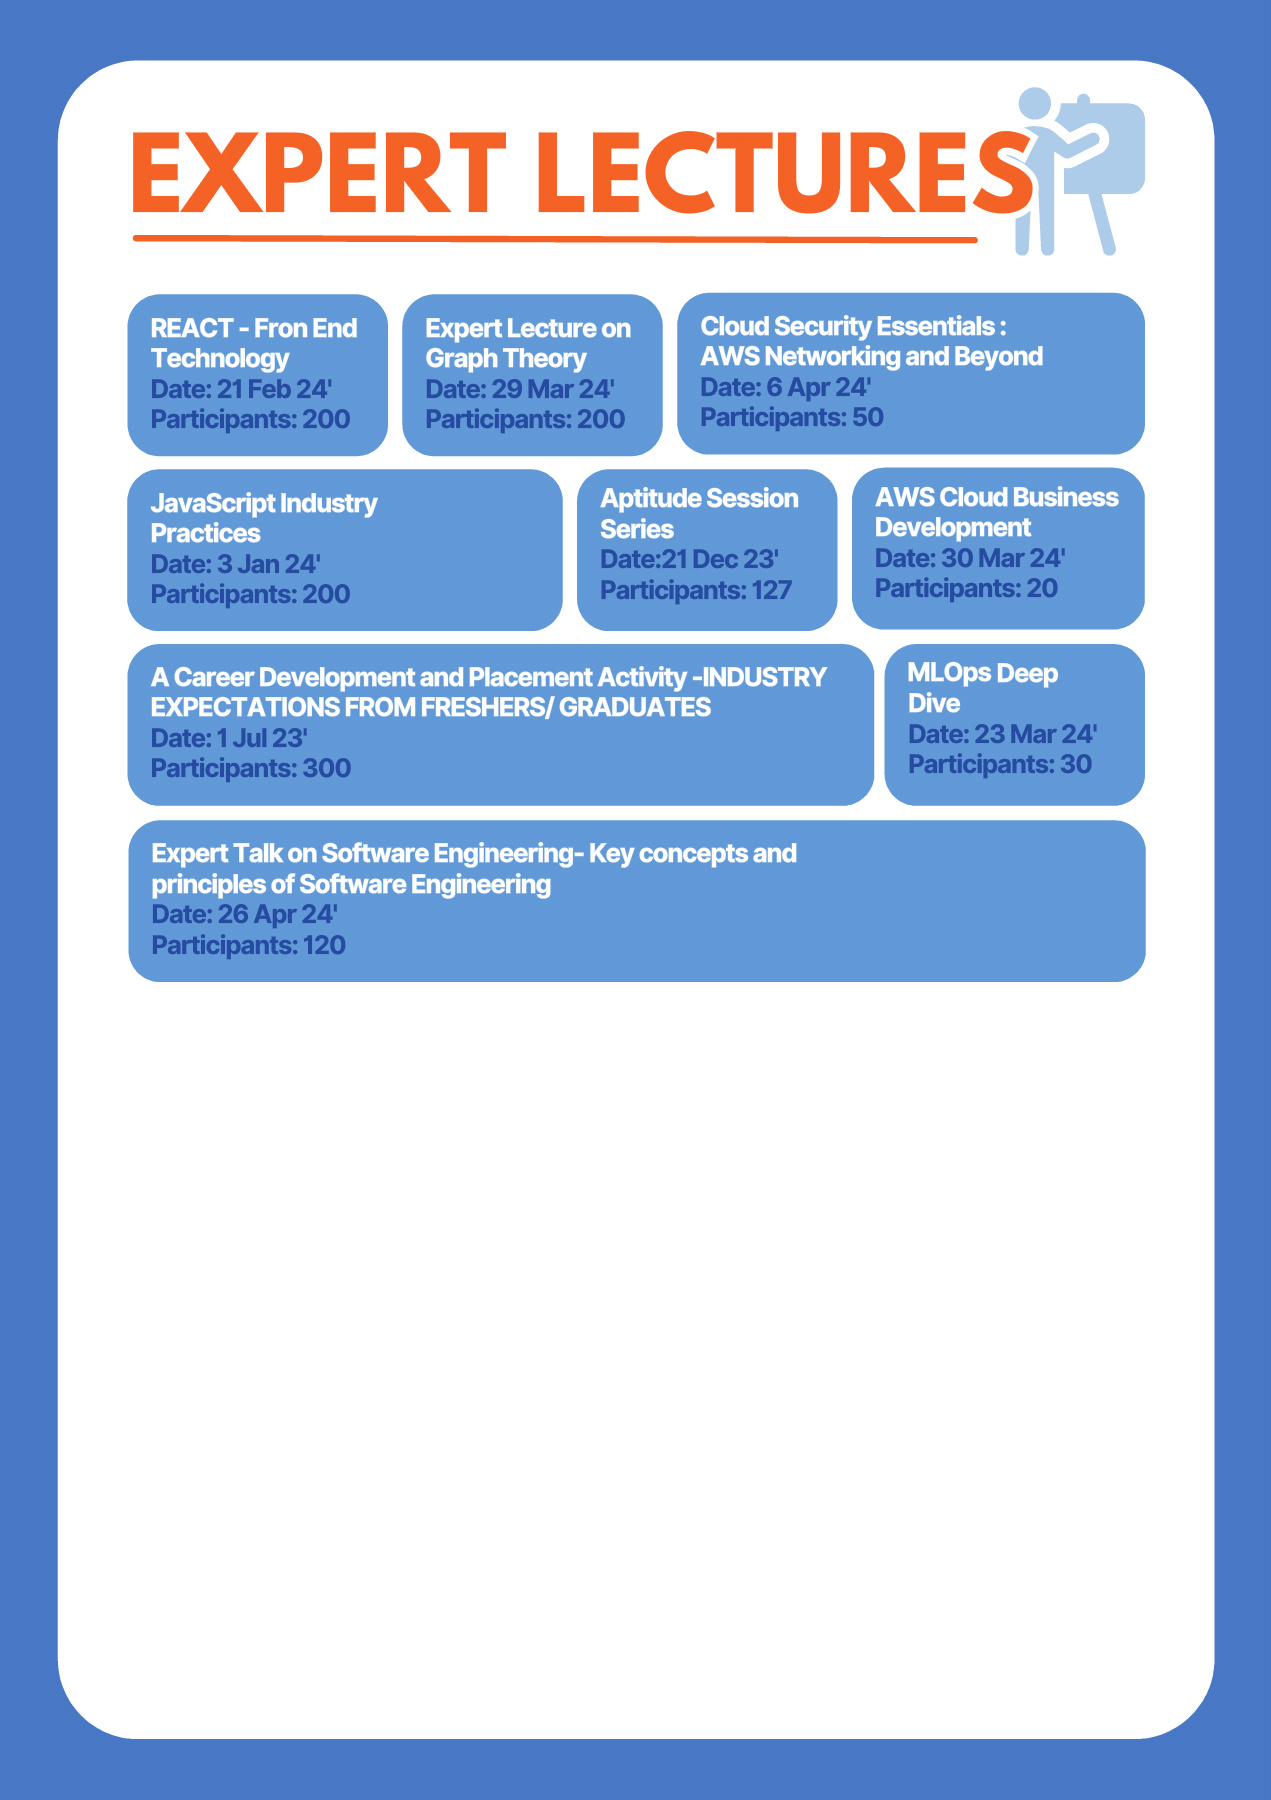 EXPERT LECTURES
REACT - Fron End
Technology
Date: 21 Feb 24'
Participants: 200
Expert Lecture on
Graph Theory
Date: 29 Mar 24'
Participants: 200
Cloud Security Essentials :
AWS Networking and Beyond
Date: 6 Apr 24'
Participants: 50
JavaScript Industry
Practices
Date: 3 Jan 24'
Participants: 200
Aptitude Session
Series
Date:21 Dec 23'
Participants: 127
AWS Cloud Business
Development
Date: 30 Mar 24'
Participants: 20
A Career Development and Placement Activity -INDUSTRY
EXPECTATIONS FROM FRESHERS/ GRADUATES
Date: 1 Jul 23'
Participants: 300
MLOps Deep
Dive
Date: 23 Mar 24'
Participants: 30
Expert Talk on Software Engineering- Key concepts and
principles of Software Engineering
Date: 26 Apr 24'
Participants: 120